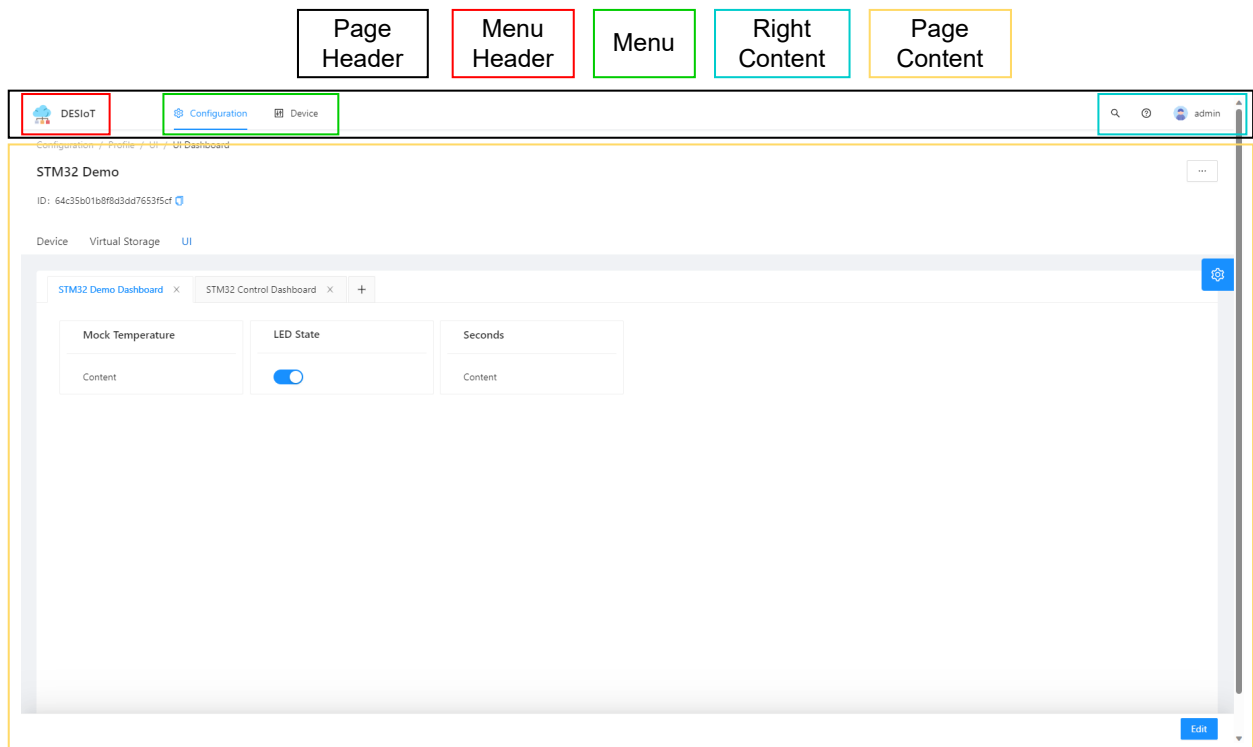 Page Header
Menu Header
Menu
Right Content
Page Content
DESIoT
Configuration
Device
admin
Configuration / Profile / UI / UI Dashboard
STM32 Demo
...
ID: 64c35b01b8f8d3dd7653f5cf
Device Virtual Storage UI
STM32 Demo Dashboard × STM32 Control Dashboard × +
Mock Temperature LED State Seconds
Content Content
Edit